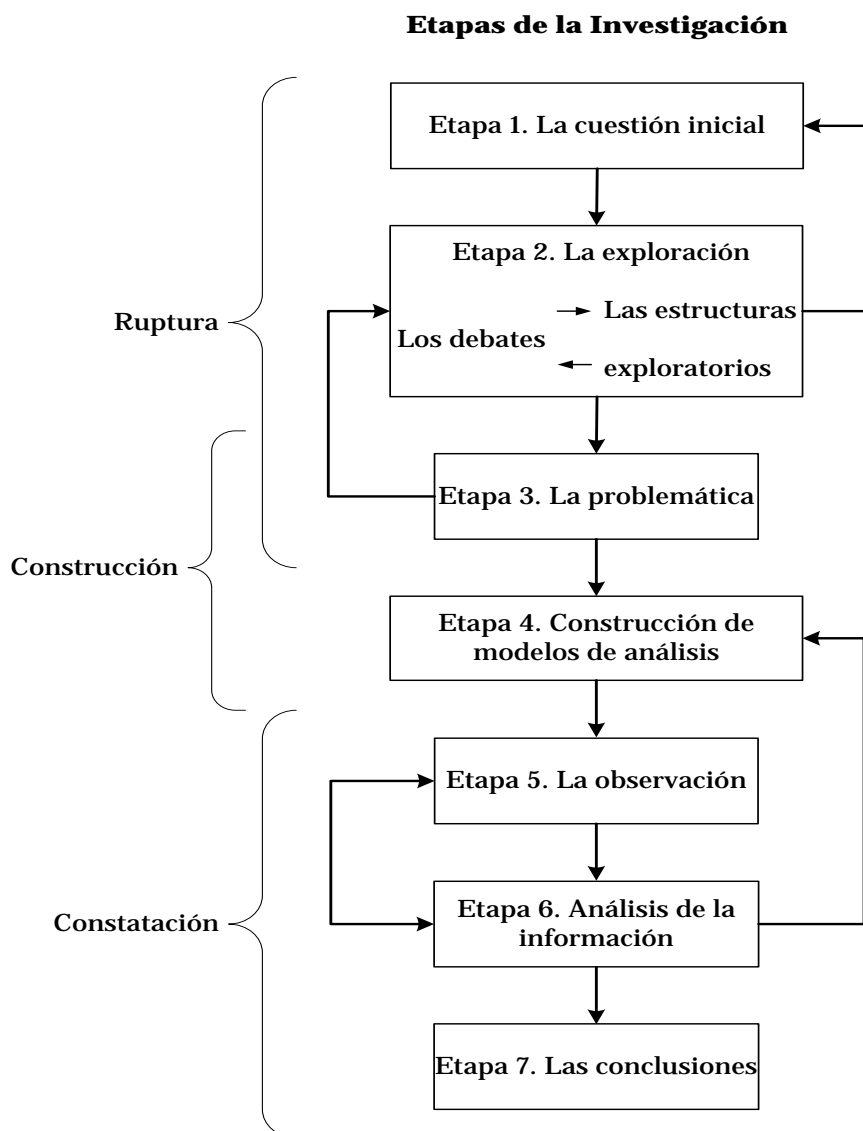 Etapas de la Investigación
Etapa 1. La cuestión inicial
Etapa 2. La exploración
Las estructuras
Los debates
exploratorios
Ruptura
Etapa 3. La problemática
Construcción
Etapa 4. Construcción de
modelos de análisis
Etapa 5. La observación
Etapa 6. Análisis de la
información
Constatación
Etapa 7. Las conclusiones